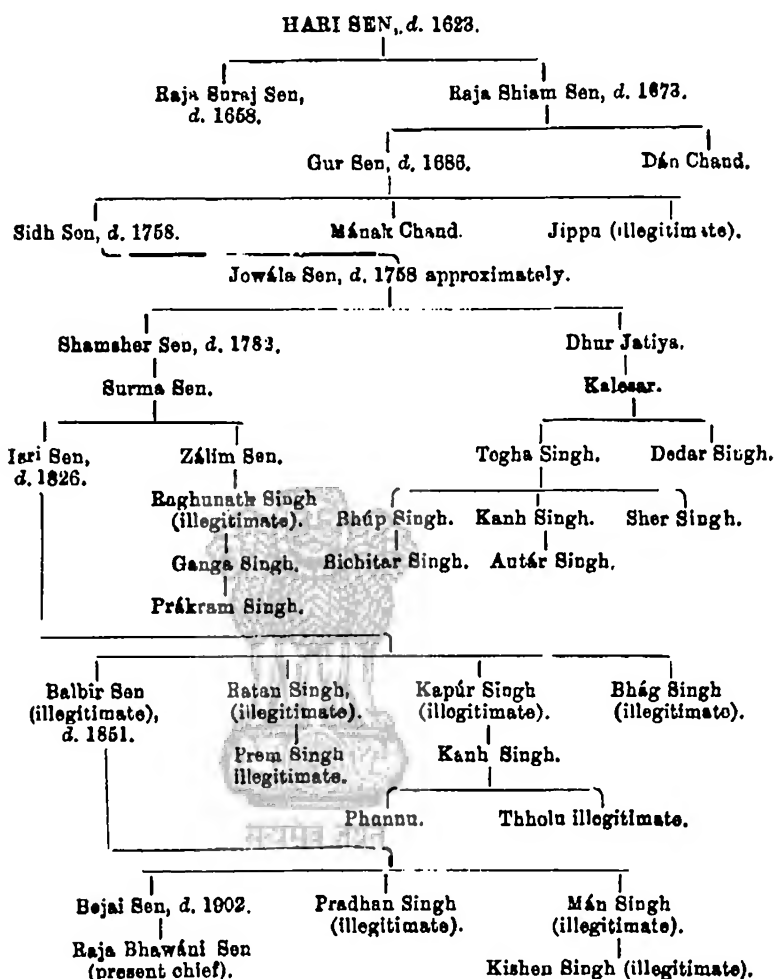 HARI SEN, d. 1623.
Raja Suraj Sen, d. 1658.
Raja Shiam Sen, d. 1673.
Gur Sen, d. 1686.
Dán Chand.
Sidh Sen, d. 1758.
Mának Chand.
Jippu (illegitimate).
Jowála Sen, d. 1758 approximately.
Shamsher Sen, d. 1782.
Dhur Jatiya.
Surma Sen.
Kalesar.
Isri Sen, d. 1826.
Zálim Sen.
Togha Singh.
Dedar Singh.
Raghunath Singh (illegitimate).
Bhúp Singh.
Kanh Singh.
Sher Singh.
Ganga Singh.
Bichitar Singh.
Autár Singh.
Prákram Singh.
Balbir Sen (illegitimate), d. 1851.
Ratan Singh, (illegitimate).
Kapúr Singh (illegitimate).
Bhág Singh (illegitimate).
Prem Singh illegitimate.
Kanh Singh.
Phannu.
Thholu illegitimate.
सत्यमेव जयते
Bejai Sen, d. 1902.
Pradhan Singh (illegitimate).
Mán Singh (illegitimate).
Raja Bhawáni Sen (present chief).
Kishen Singh (illegitimate).